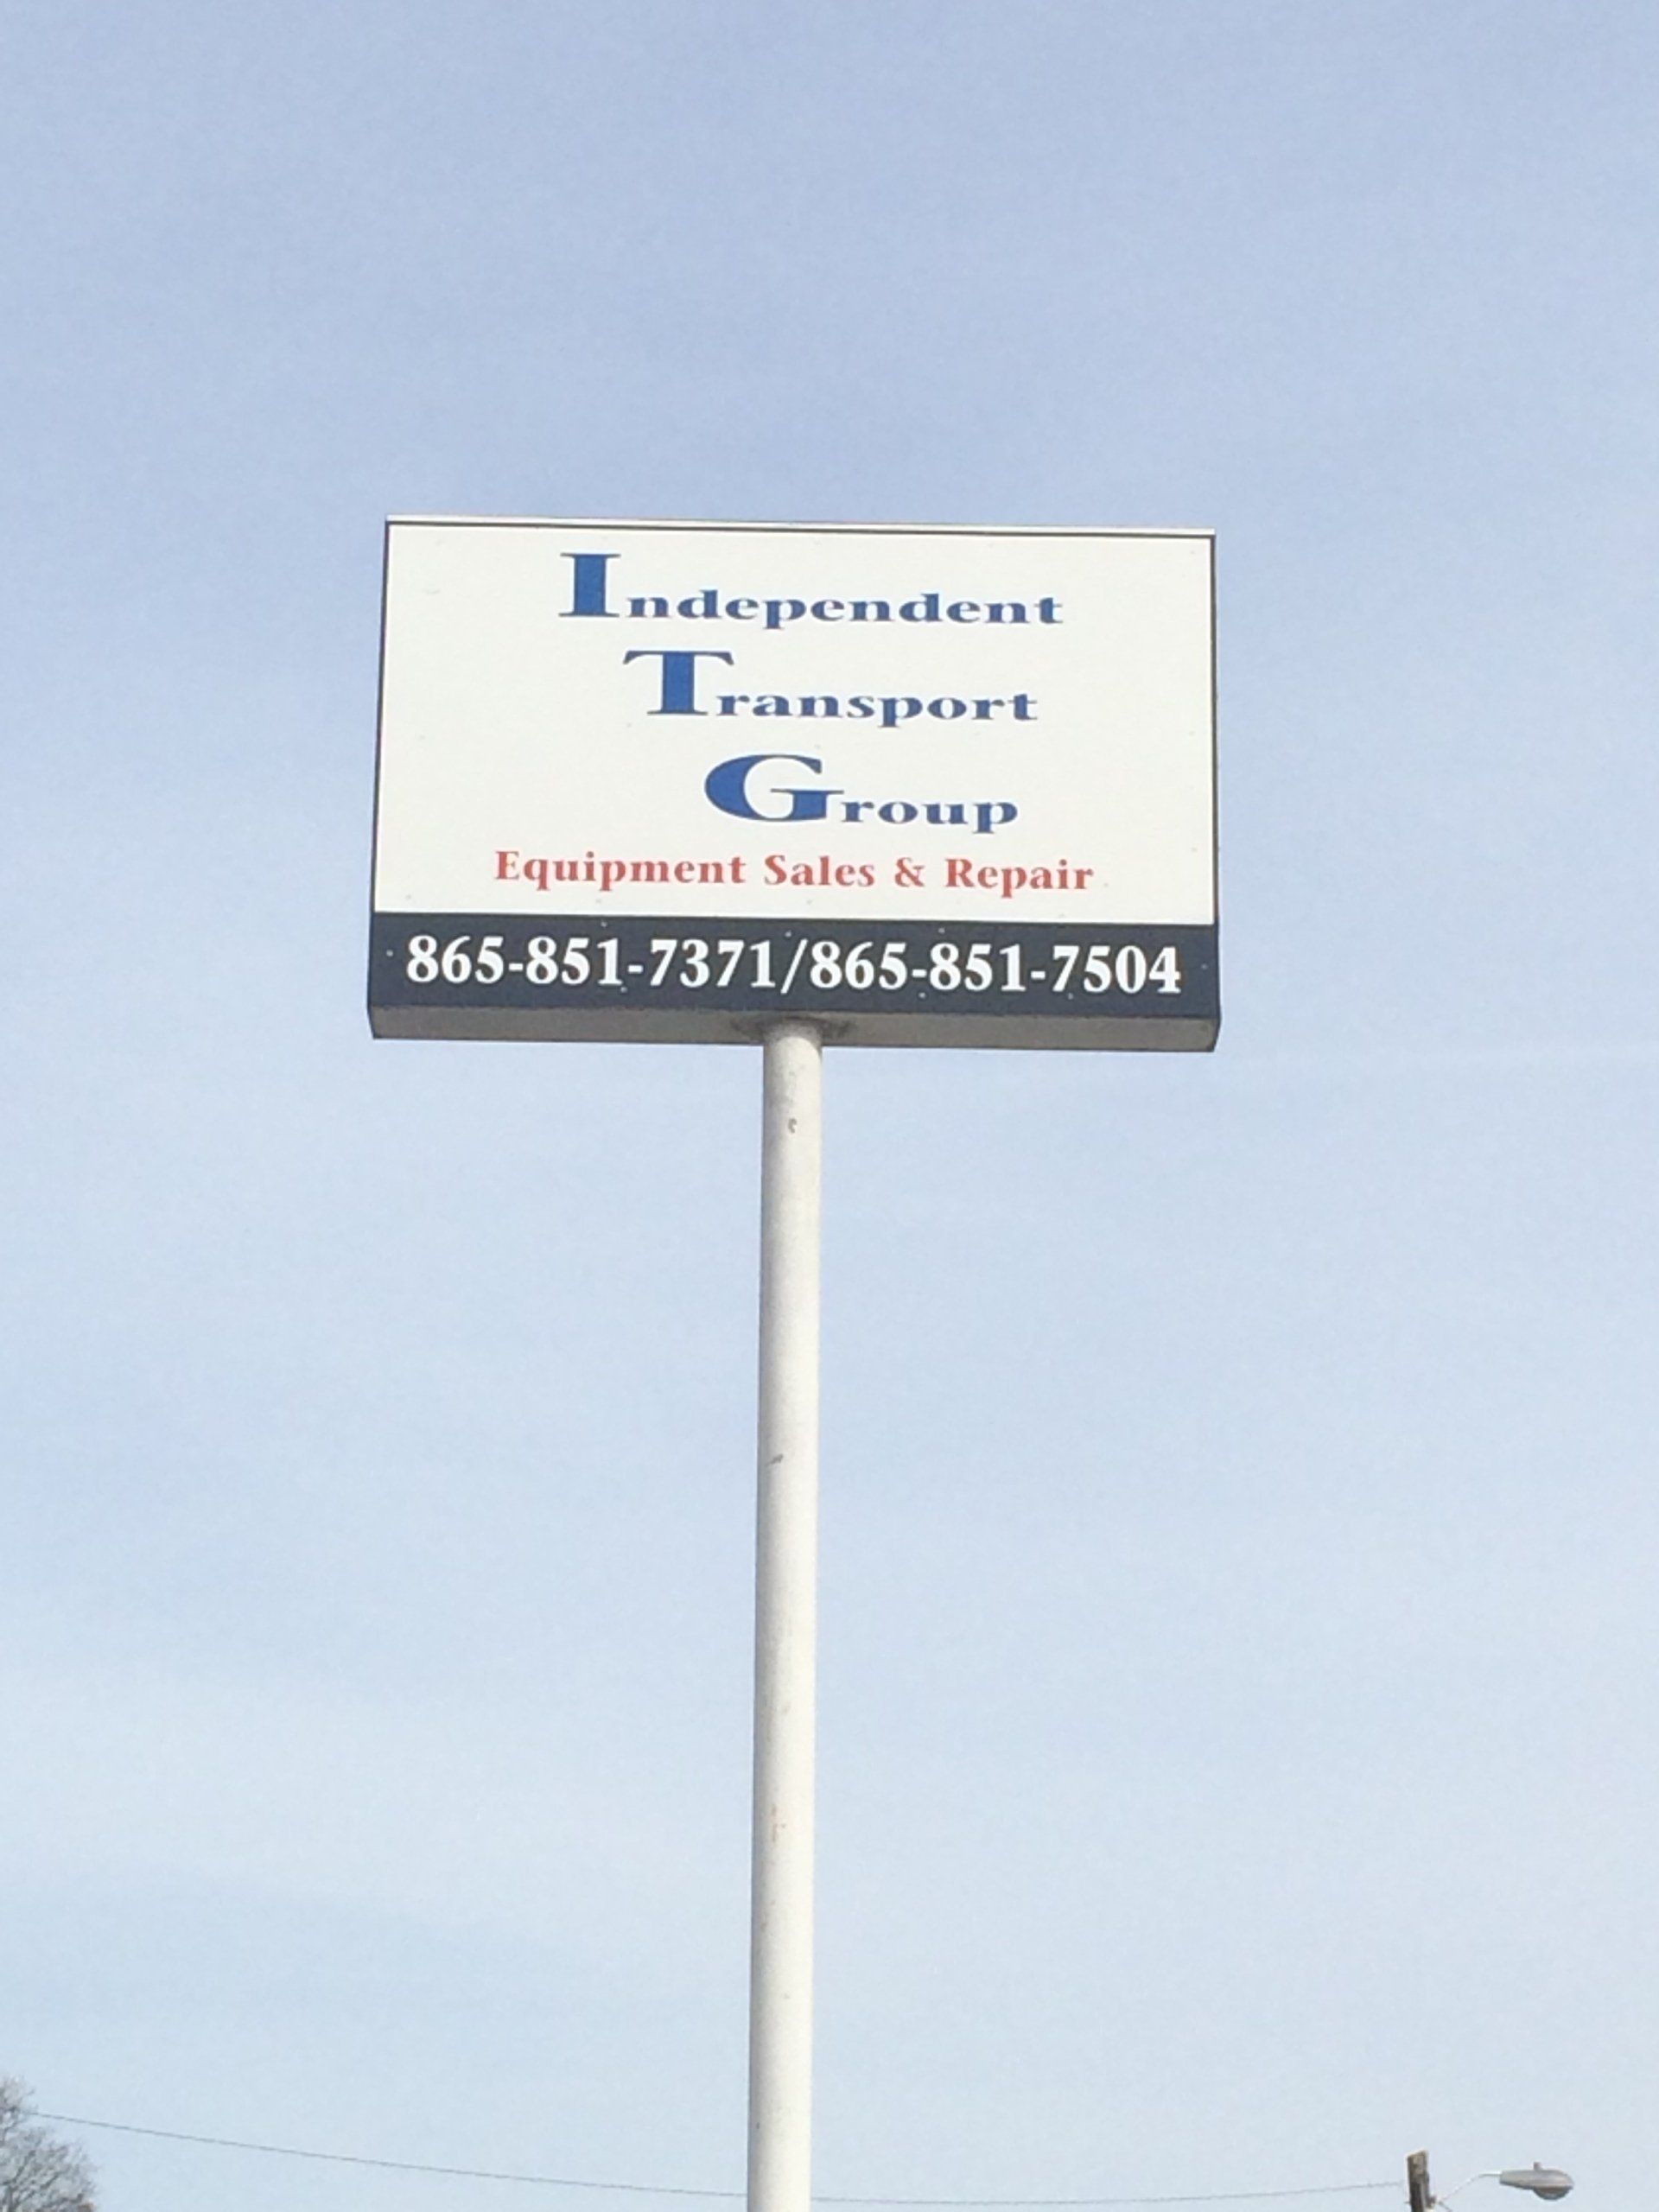 Independent
Transport
Group
Equipment Sales & Repair
865-851-7371/865-851-7504